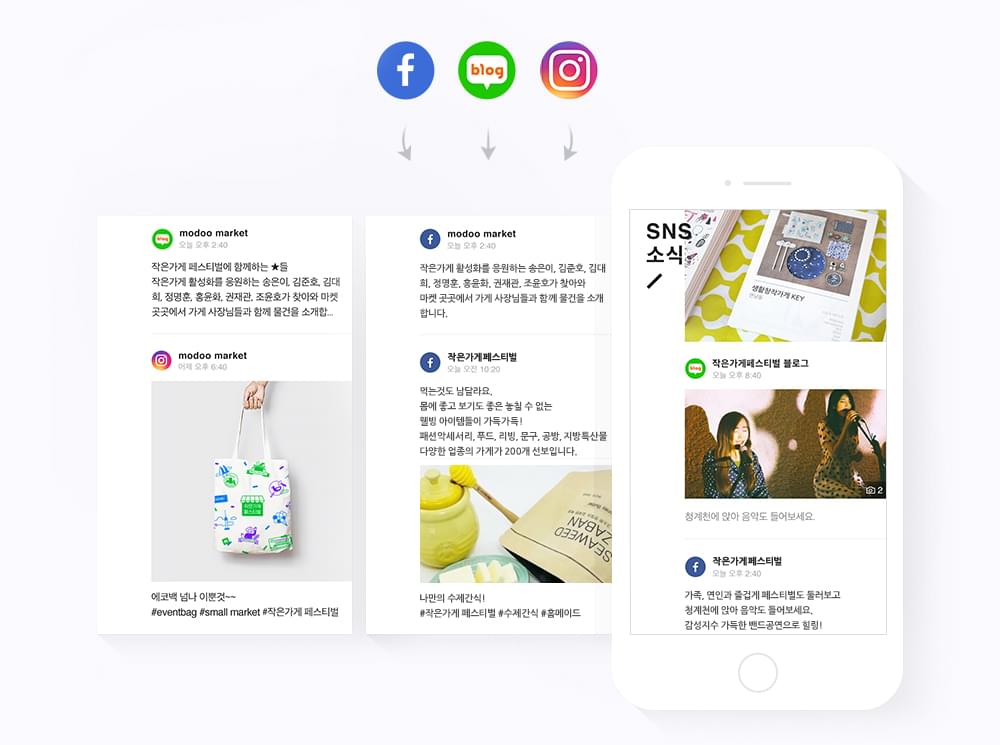 blog
blog
modoo market
오늘 오후 2:40
작은가게 페스티벌에 함께하는 ★들
작은가게 활성화를 응원하는 송은이, 김준호, 김대
희, 정명훈, 홍윤화, 권재관, 조윤호가 찾아와 마켓
곳곳에서 가게 사장님들과 함께 물건을 소개합...
modoo market
어제 오후 6:40
작은가게
페스티벌
에코백 넘나 이뿐것~~
#eventbag #small market #작은가게 페스티벌
modoo market
오늘 오후 2:40
작은가게 활성화를 응원하는 송은이, 김준호, 김대
희, 정명훈, 홍윤화, 권재관, 조윤호가 찾아와
마켓 곳곳에서 가게 사장님들과 함께 물건을 소개
합니다.
작은가게페스티벌
오늘 오전 10:20
먹는것도 남달라요,
몸에 좋고 보기도 좋은 놓칠 수 없는
웰빙 아이템들이 가득가득!
패션악세서리, 푸드, 리빙, 문구, 공방, 지방특산물
다양한 업종의 가게가 200개 선보입니다.
SEAWEED
ZABAN
나만의 수제간식!
#작은가게 페스티벌 #수제간식 #홈메이드
SNS
소식
생활창작가게 KEY
연남동
blog
작은가게페스티벌 블로그
오늘 오후 8:40
2
청계천에 앉아 음악도 들어보세요.
작은가게페스티벌
오늘 오후 2:40
가족, 연인과 즐겁게 페스티벌도 둘러보고
청계천에 앉아 음악도 들어보세요,
감성지수 가득한 밴드공연으로 힐링!